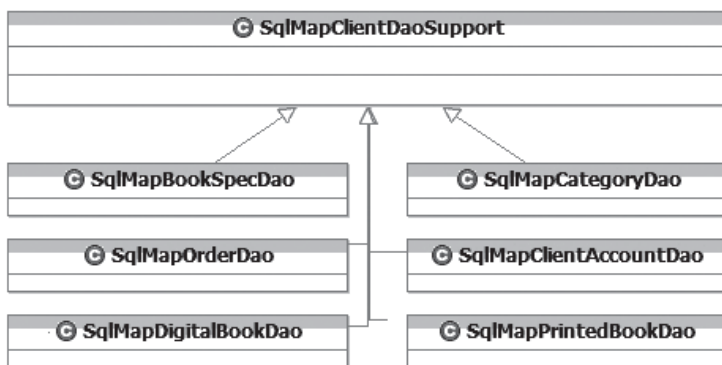 C SqlMapClientDaoSupport
C SqlMapBookSpecDao
C SqlMapCategoryDao
C SqlMapOrderDao
C SqlMapClientAccountDao
C SqlMapDigitalBookDao
C SqlMapPrintedBookDao